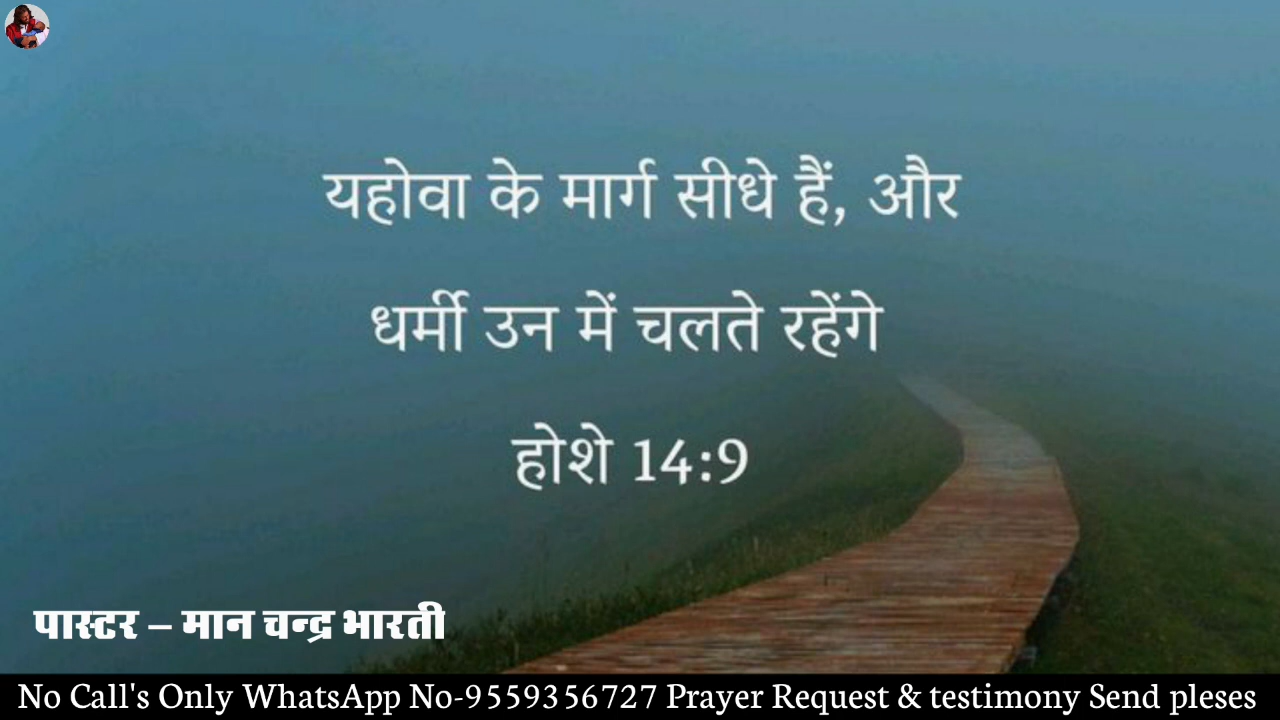 यहोवा के मार्ग सीधे हैं, और
धर्मी उन में चलते रहेंगे
होशे 14:9
पास्टर – मान चन्द्र भारती
No Call's Only WhatsApp No-9559356727 Prayer Request & testimony Send pleses